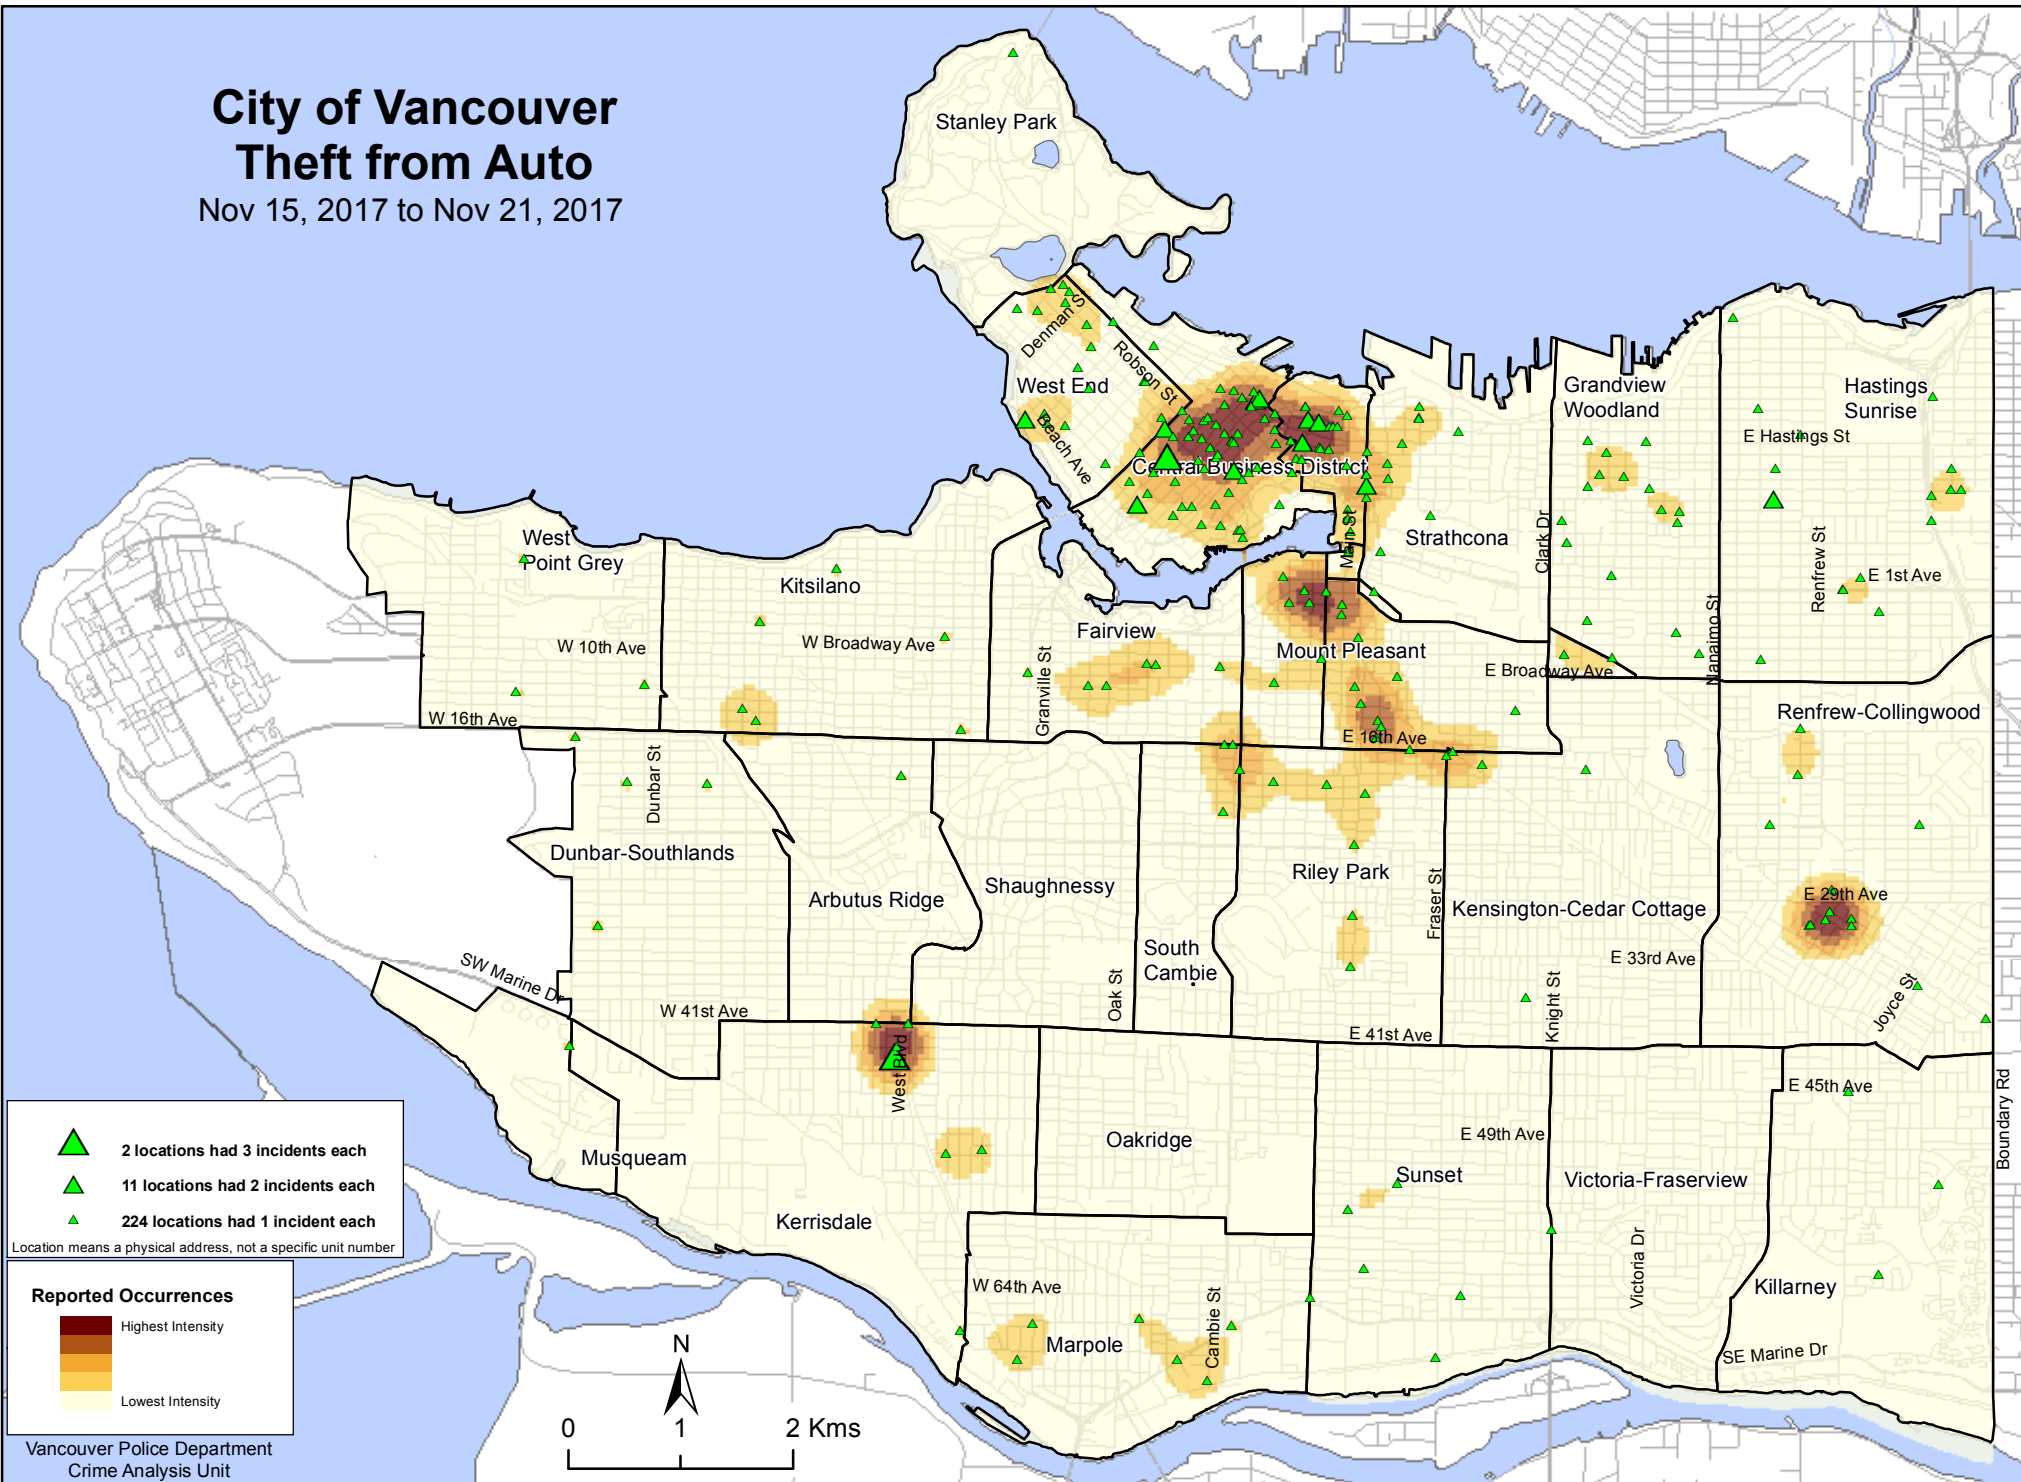 City of Vancouver
Theft from Auto
Nov 15, 2017 to Nov 21, 2017
Stanley Park
Denman S
Robson St
West End
Beach Ave
Central Business District
Grandview
Woodland
Hastings
Sunrise
E Hastings St
Main St
Strathcona
Clark Dr
Nanaimo St
Renfrew St
E 1st Ave
West
Point Grey
Kitsilano
Fairview
W 10th Ave
W Broadway Ave
Granville St
Mount Pleasant
E Broadway Ave
W 16th Ave
E 16th Ave
Renfrew-Collingwood
Dunbar St
Dunbar-Southlands
Arbutus Ridge
Shaughnessy
Riley Park
Fraser St
Kensington-Cedar Cottage
E 29th Ave
South
Cambie
Oak St
E 33rd Ave
Knight St
Joyce St
SW Marine Dr
W 41st Ave
E 41st Ave
West Blvd
E 45th Ave
Boundary Rd
Musqueam
Oakridge
E 49th Ave
Sunset
Victoria-Fraserview
Kerrisdale
Victoria Dr
Killarney
W 64th Ave
Marpole
Cambie St
SE Marine Dr
2 locations had 3 incidents each
11 locations had 2 incidents each
224 locations had 1 incident each
Location means a physical address, not a specific unit number
Reported Occurrences
Highest Intensity
Lowest Intensity
Vancouver Police Department
Crime Analysis Unit
N
0 1 2 Kms